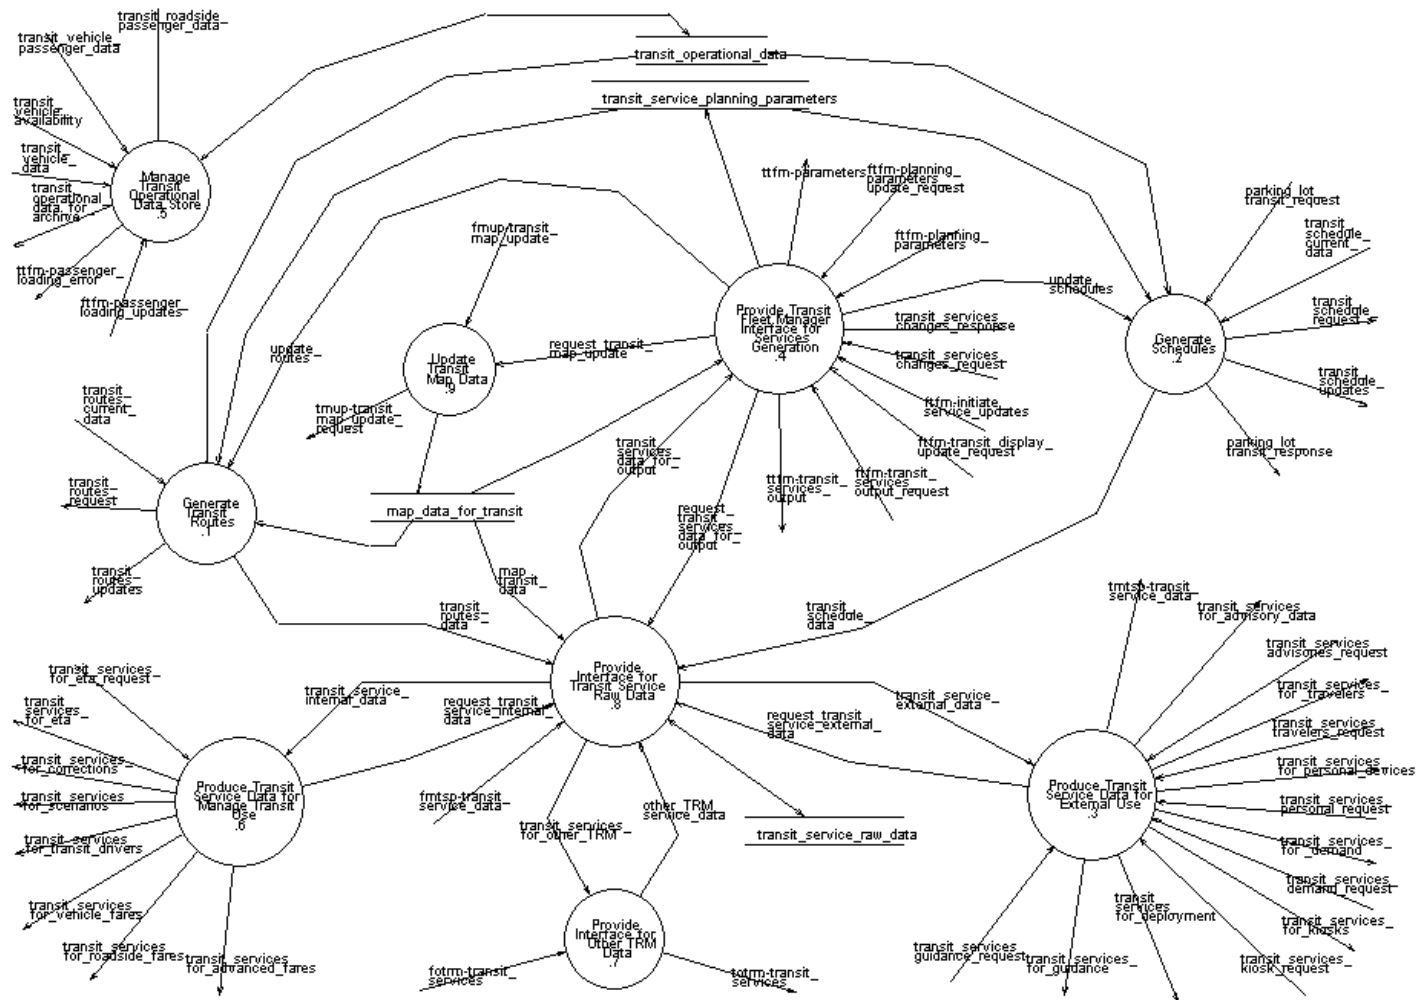 transit_roadside_
passenger_data
transit_vehicle_
passenger_data
transit_
vehicle_
availability
transit_
vehicle_
data
transit_
operational_
data_for_
archive
ttfm-passenger_
loading_error
ftfm-passenger_
loading_updates
Manage
Transit
Operational
Data Store
.5
transit_operational_data
transit_service_planning_parameters
ttfm-parameters
ftfm-planning_
parameters_
update_request
ftfm-planning_
parameters
fmup-transit_
map_update
update_
schedules
parking_lot_
transit_request
transit_
schedule_
current_
data
transit_
schedule_
request
transit_
schedule_
updates
parking_lot_
transit_response
Generate
Schedules
.2
Provide Transit
Fleet Manager
Interface for
Services
Generation
.4
transit_services_
changes_response
transit_services_
changes_request
ftfm-initiate_
service_updates
ftfm-transit_display_
update_request
ftfm-transit_
services_
output_request
ttfm-transit_
services_
output
request_transit_
map_update
update_
routes
Update
Transit
Map Data
.9
tmup-transit_
map_update_
request
transit_
services_
data_for_
output
request_
transit_
services_
data_for_
output
transit_
routes_
current_
data
transit_
routes_
request
transit_
routes_
updates
Generate
Transit
Routes
.1
map_data_for_transit
map_
transit_
data
transit_
routes_
data
transit_
schedule_
data
Provide
Interface for
Transit Service
Raw Data
.8
transit_services_
for_eta_request
transit_
services_
for_eta
transit_services_
for_corrections
transit_services_
for_scenarios
transit_services_
for_transit_drivers
transit_services_
for_vehicle_fares
transit_services_
for_roadside_fares
transit_services_
for_advanced_fares
Produce Transit
Service Data for
Manage Transit
Use
.6
transit_service_
internal_data
request_transit_
service_internal_
data
fmtsp-transit_
service_data
transit_services_
for_other_TRM
other_TRM_
service_data
transit_service_raw_data
request_transit_
service_external_
data
transit_service_
external_data
Provide
Interface for
Other TRM
Data
.7
fotrm-transit_
services
totrm-transit_
services
Produce Transit
Service Data for
External Use
.3
tmtsp-transit_
service_data
transit_services_
for_advisory_data
transit_services_
advisories_request
transit_services_
for_travelers
transit_services_
travelers_request
transit_services_
for_personal_devices
transit_services_
personal_request
transit_services_
for_demand
transit_services_
demand_request
transit_services_
for_kiosks
transit_services_
kiosk_request
transit_
services_
for_deployment
transit_services_
for_guidance
transit_services_
guidance_request